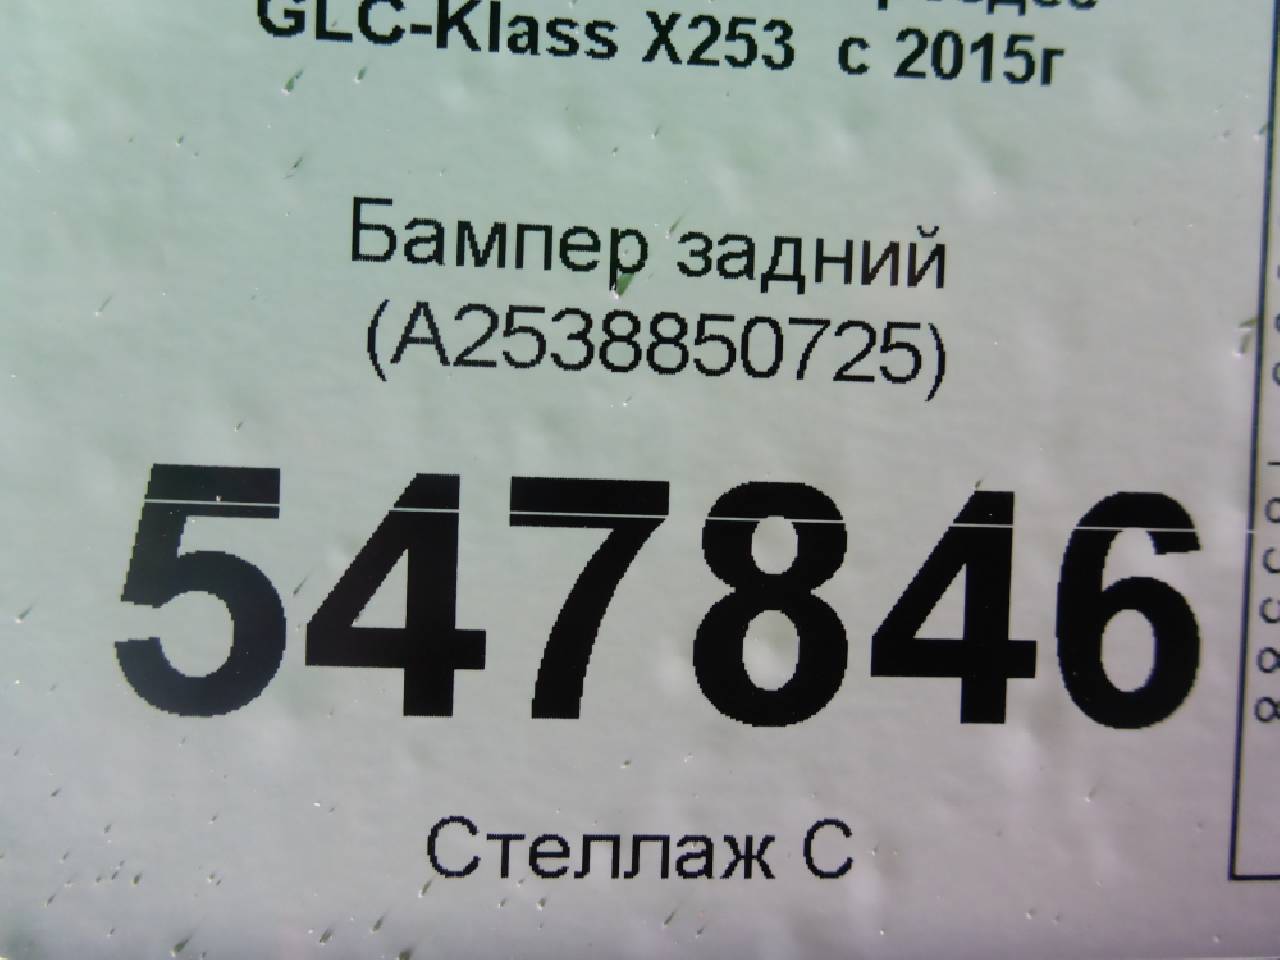 GLC-Klass X253 с 2015г
Бампер задний
(A2538850725)
547846
Стеллаж С